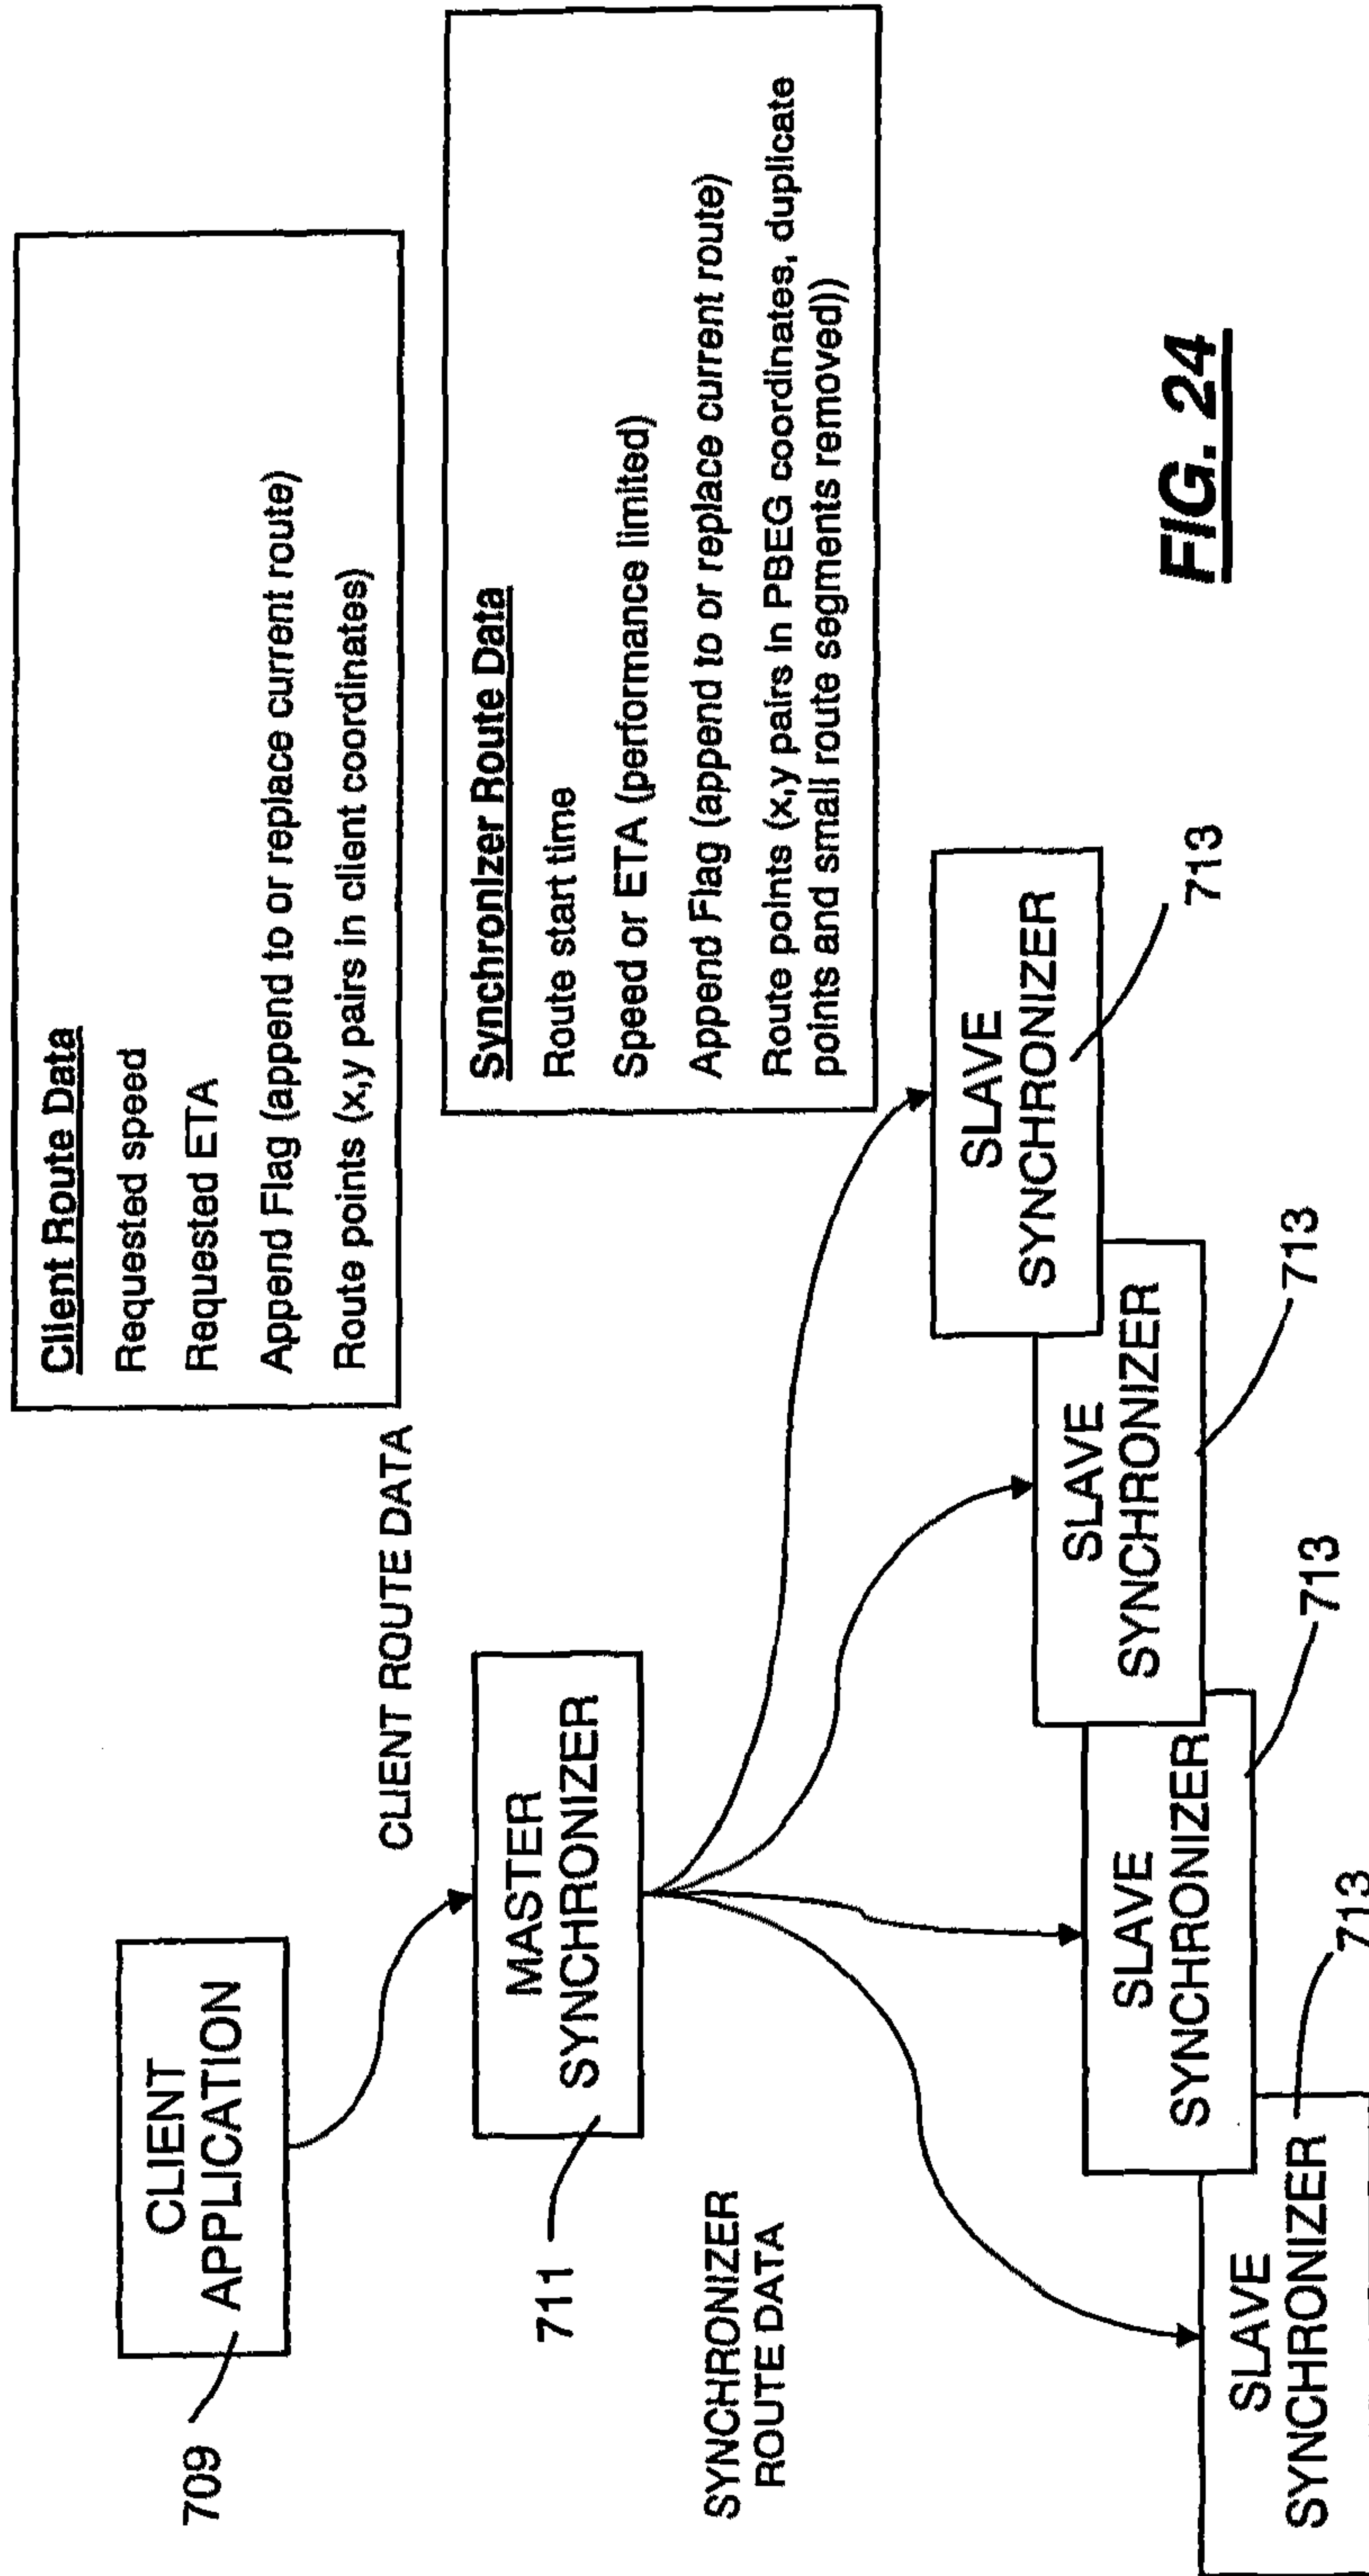 Client Route Data
Requested speed
Requested ETA
Append Flag (append to or replace current route)
Route points (x,y pairs in client coordinates)
CLIENT
APPLICATION
709
CLIENT ROUTE DATA
MASTER
SYNCHRONIZER
711
Synchronizer Route Data
Route start time
Speed or ETA (performance limited)
Append Flag (append to or replace current route)
Route points (x,y pairs in PBEG coordinates, duplicate
points and small route segments removed))
SYNCHRONIZER
ROUTE DATA
SLAVE
SYNCHRONIZER
713
SLAVE
SYNCHRONIZER
713
SLAVE
SYNCHRONIZER
713
SLAVE
SYNCHRONIZER
713
FIG. 24